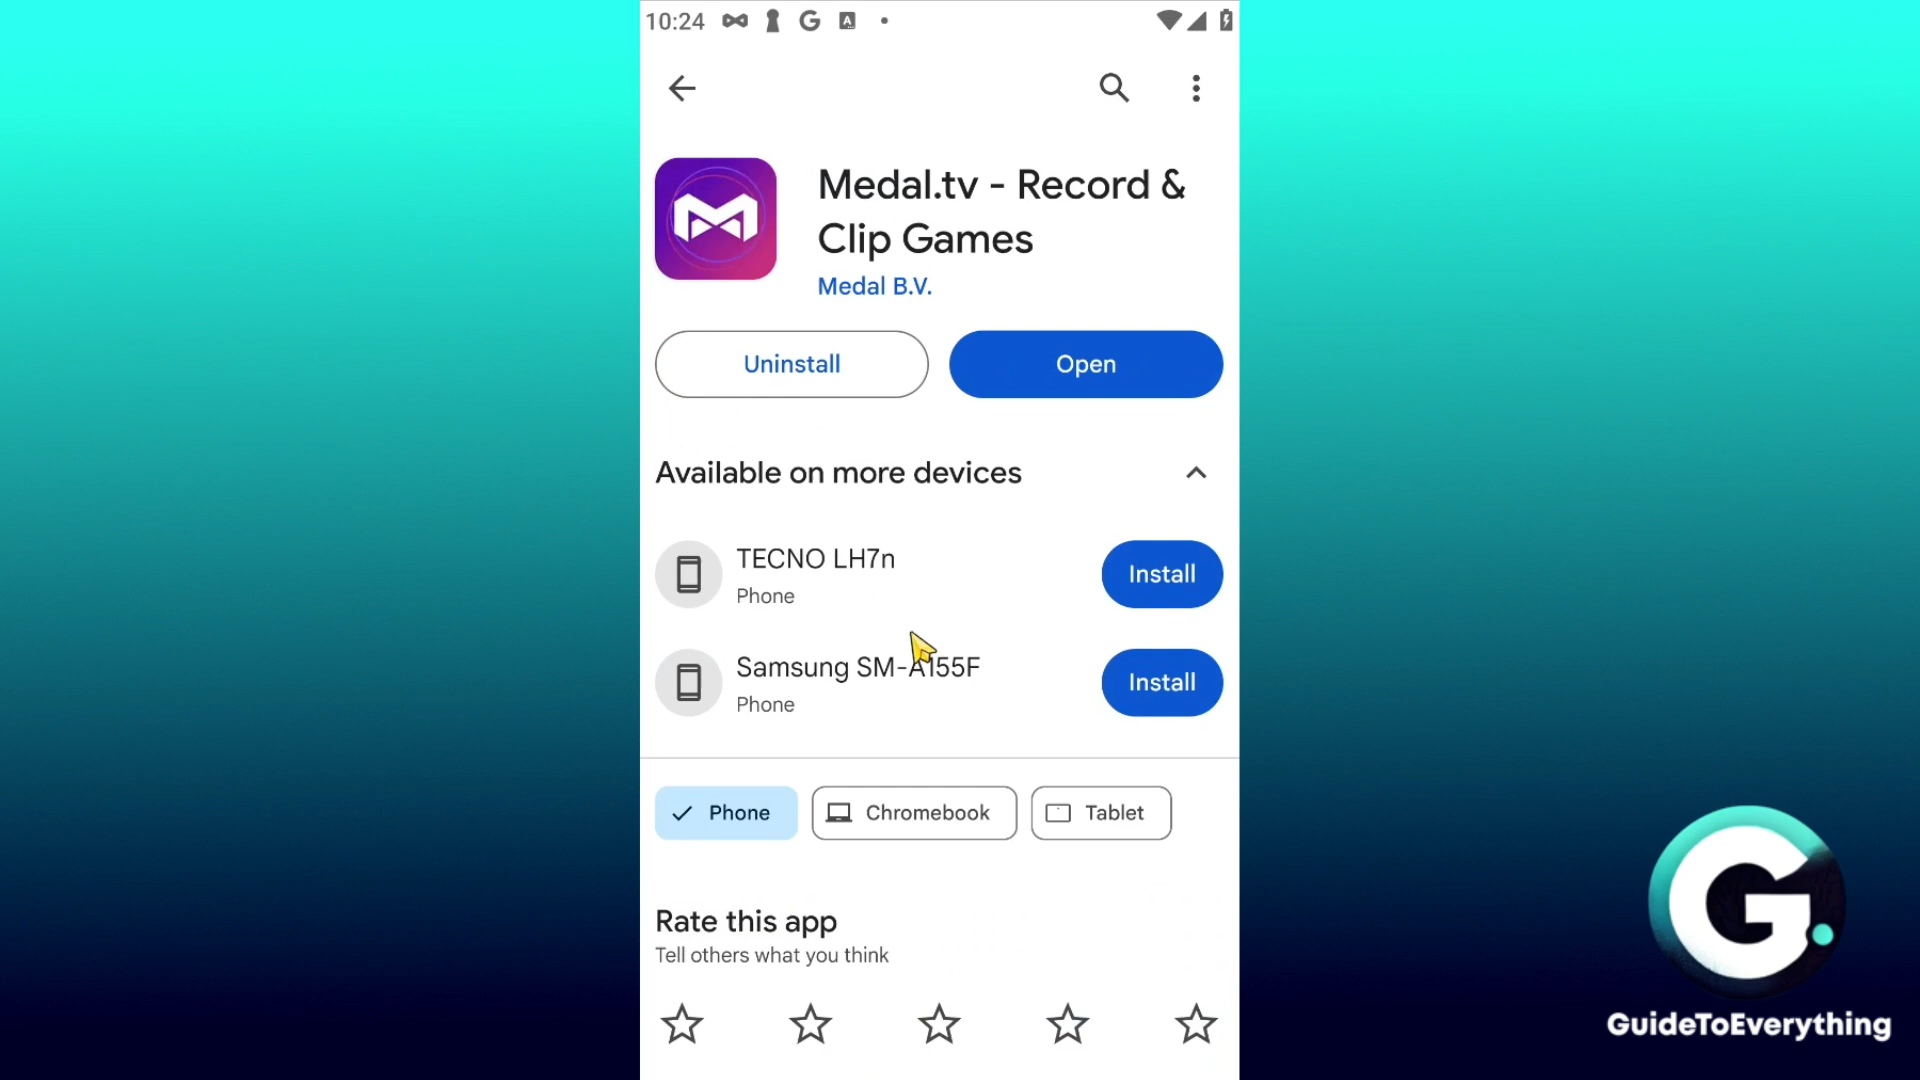 10:24
Medal.tv - Record &
Clip Games
Medal B.V.
Uninstall
Open
Available on more devices
TECNO LH7n
Phone
Install
Samsung SM-A155F
Phone
Install
Phone
Chromebook
Tablet
Rate this app
Tell others what you think
GuideToEverything